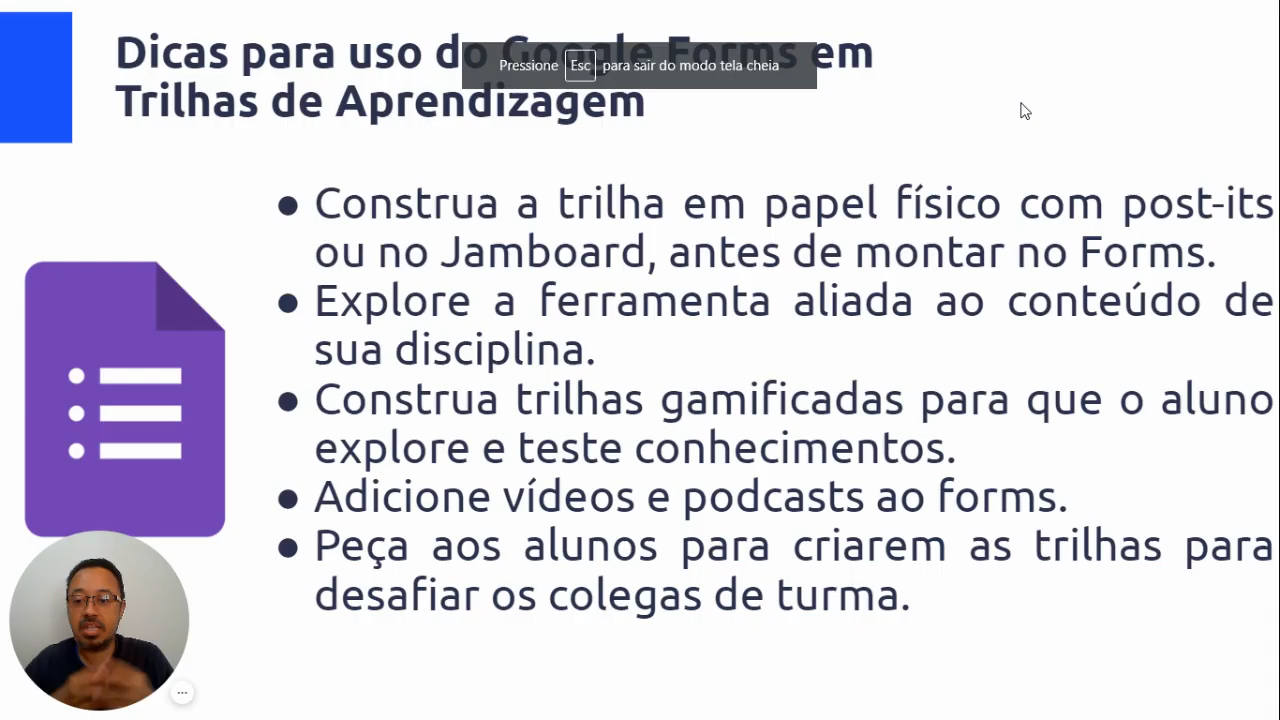 Dicas para uso do Google Forms em
Pressione Esc para sair do modo tela cheia
Trilhas de Aprendizagem
● Construa a trilha em papel físico com post-its
ou no Jamboard, antes de montar no Forms.
● Explore a ferramenta aliada ao conteúdo de
sua disciplina.
● Construa trilhas gamificadas para que o aluno
explore e teste conhecimentos.
● Adicione vídeos e podcasts ao forms.
● Peça aos alunos para criarem as trilhas para
desafiar os colegas de turma.